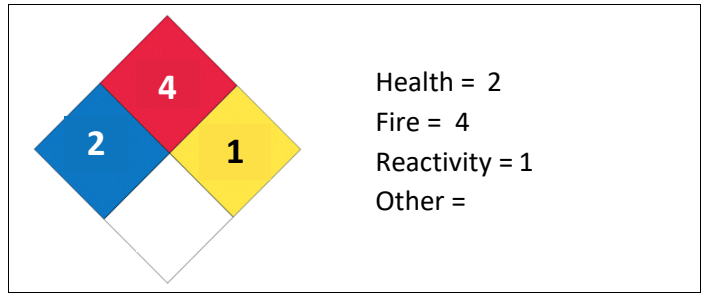 4
2
1
Health = 2
Fire = 4
Reactivity = 1
Other =